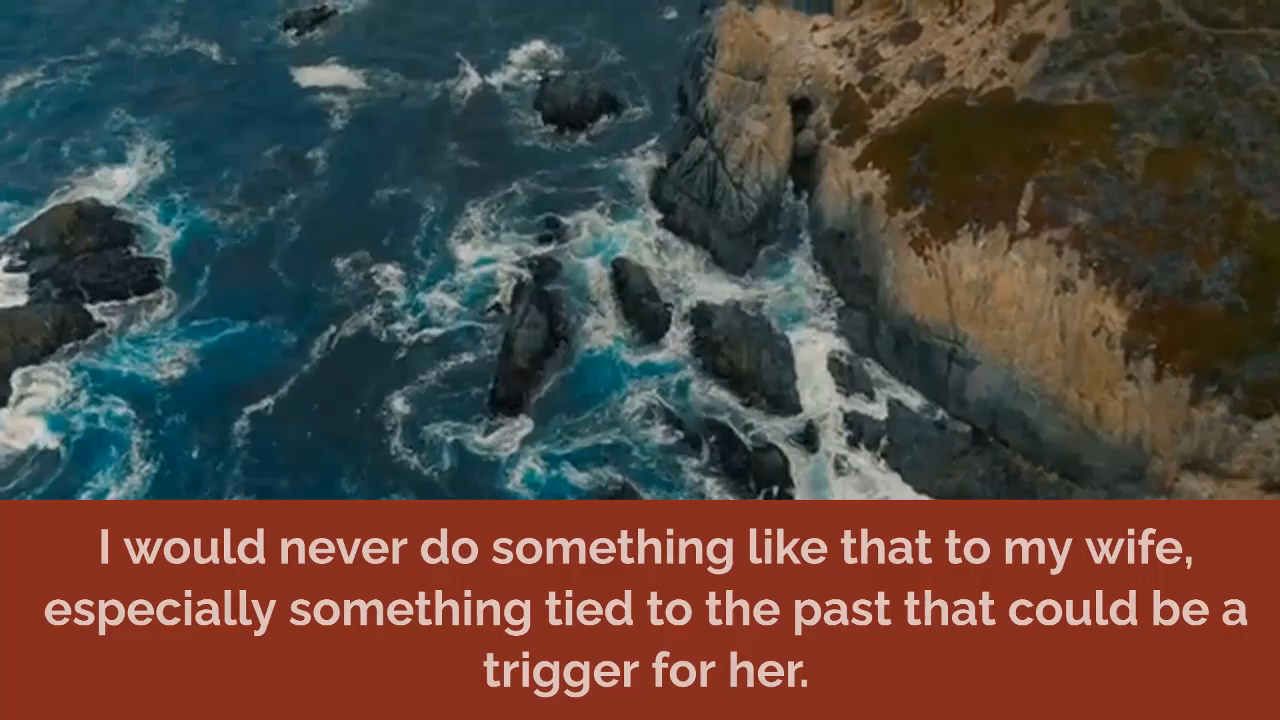 I would never do something like that to my wife,
especially something tied to the past that could be a
trigger for her.